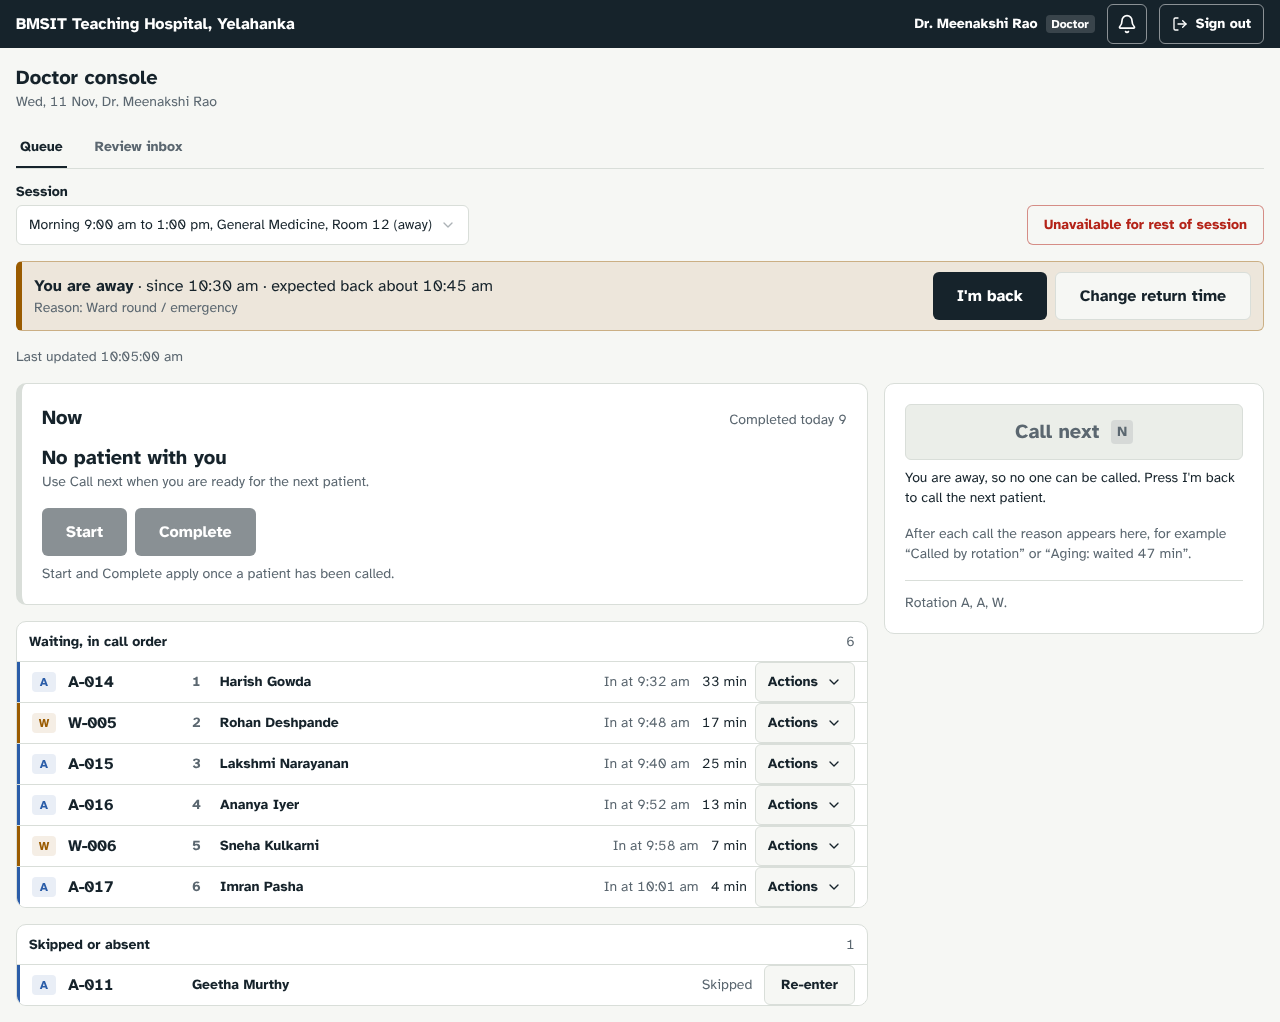 BMSIT Teaching Hospital, Yelahanka
Dr. Meenakshi Rao Doctor Sign out
Doctor console
Wed, 11 Nov, Dr. Meenakshi Rao
Queue Review inbox
Session
Morning 9:00 am to 1:00 pm, General Medicine, Room 12 (away)
Unavailable for rest of session
You are away · since 10:30 am · expected back about 10:45 am
Reason: Ward round / emergency
I'm back Change return time
Last updated 10:05:00 am
Now
Completed today 9
No patient with you
Use Call next when you are ready for the next patient.
Start Complete
Start and Complete apply once a patient has been called.
Call next N
You are away, so no one can be called. Press I'm back
to call the next patient.
After each call the reason appears here, for example
“Called by rotation” or “Aging: waited 47 min”.
Rotation A, A, W.
Waiting, in call order 6
A A-014 1 Harish Gowda In at 9:32 am 33 min Actions
W W-005 2 Rohan Deshpande In at 9:48 am 17 min Actions
A A-015 3 Lakshmi Narayanan In at 9:40 am 25 min Actions
A A-016 4 Ananya Iyer In at 9:52 am 13 min Actions
W W-006 5 Sneha Kulkarni In at 9:58 am 7 min Actions
A A-017 6 Imran Pasha In at 10:01 am 4 min Actions
Skipped or absent 1
A A-011 Geetha Murthy Skipped Re-enter